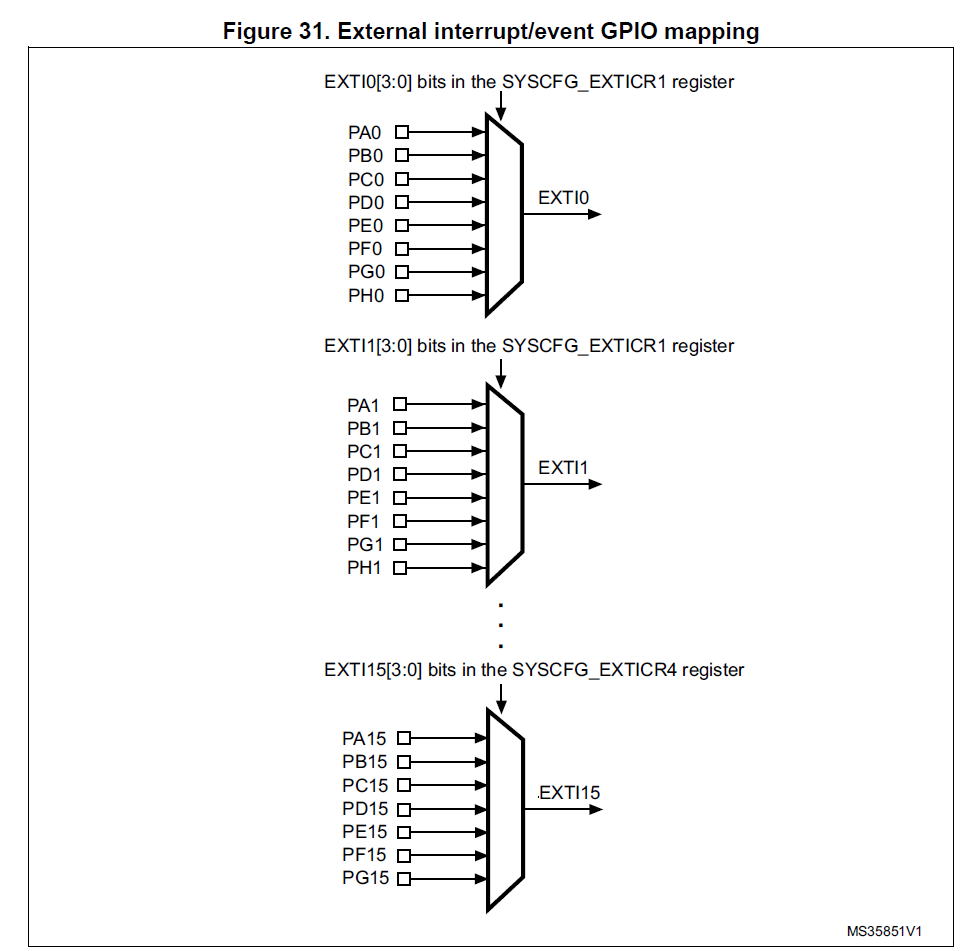 Figure 31. External interrupt/event GPIO mapping
EXTI0[3:0] bits in the SYSCFG_EXTICR1 register
PA0
PB0
PC0
PD0
PE0
PF0
PG0
PH0
EXTI0
EXTI1[3:0] bits in the SYSCFG_EXTICR1 register
PA1
PB1
PC1
PD1
PE1
PF1
PG1
PH1
EXTI1
EXTI15[3:0] bits in the SYSCFG_EXTICR4 register
PA15
PB15
PC15
PD15
PE15
PF15
PG15
EXTI15
MS35851V1